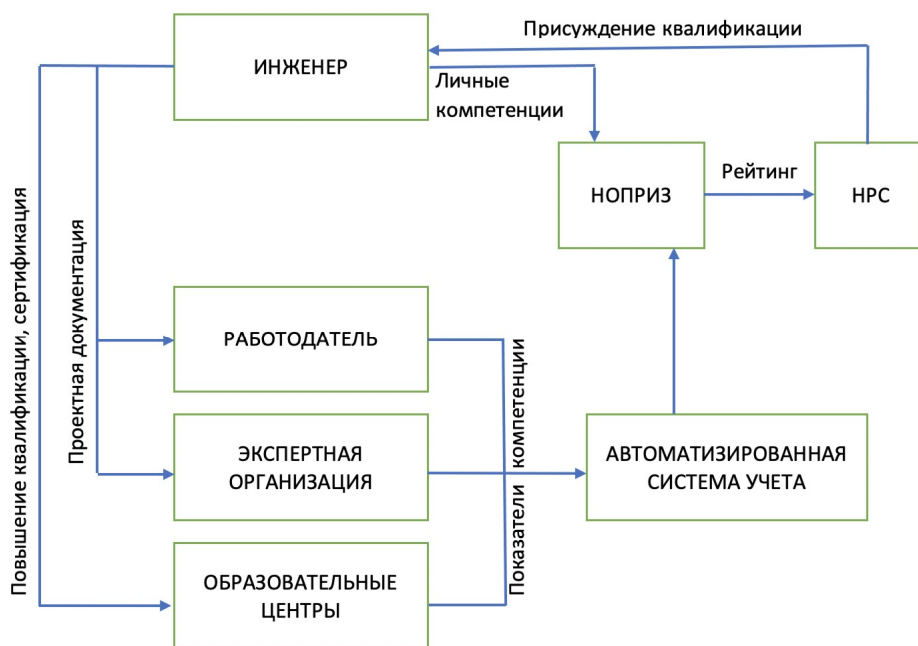 Присуждение квалификации
ИНЖЕНЕР
Личные
компетенции
НОПРИЗ
Рейтинг
НРС
Повышение квалификации, сертификация
Проектная документация
РАБОТОДАТЕЛЬ
ЭКСПЕРТНАЯ
ОРГАНИЗАЦИЯ
ОБРАЗОВАТЕЛЬНЫЕ
ЦЕНТРЫ
Показатели компетенции
АВТОМАТИЗИРОВАННАЯ
СИСТЕМА УЧЕТА